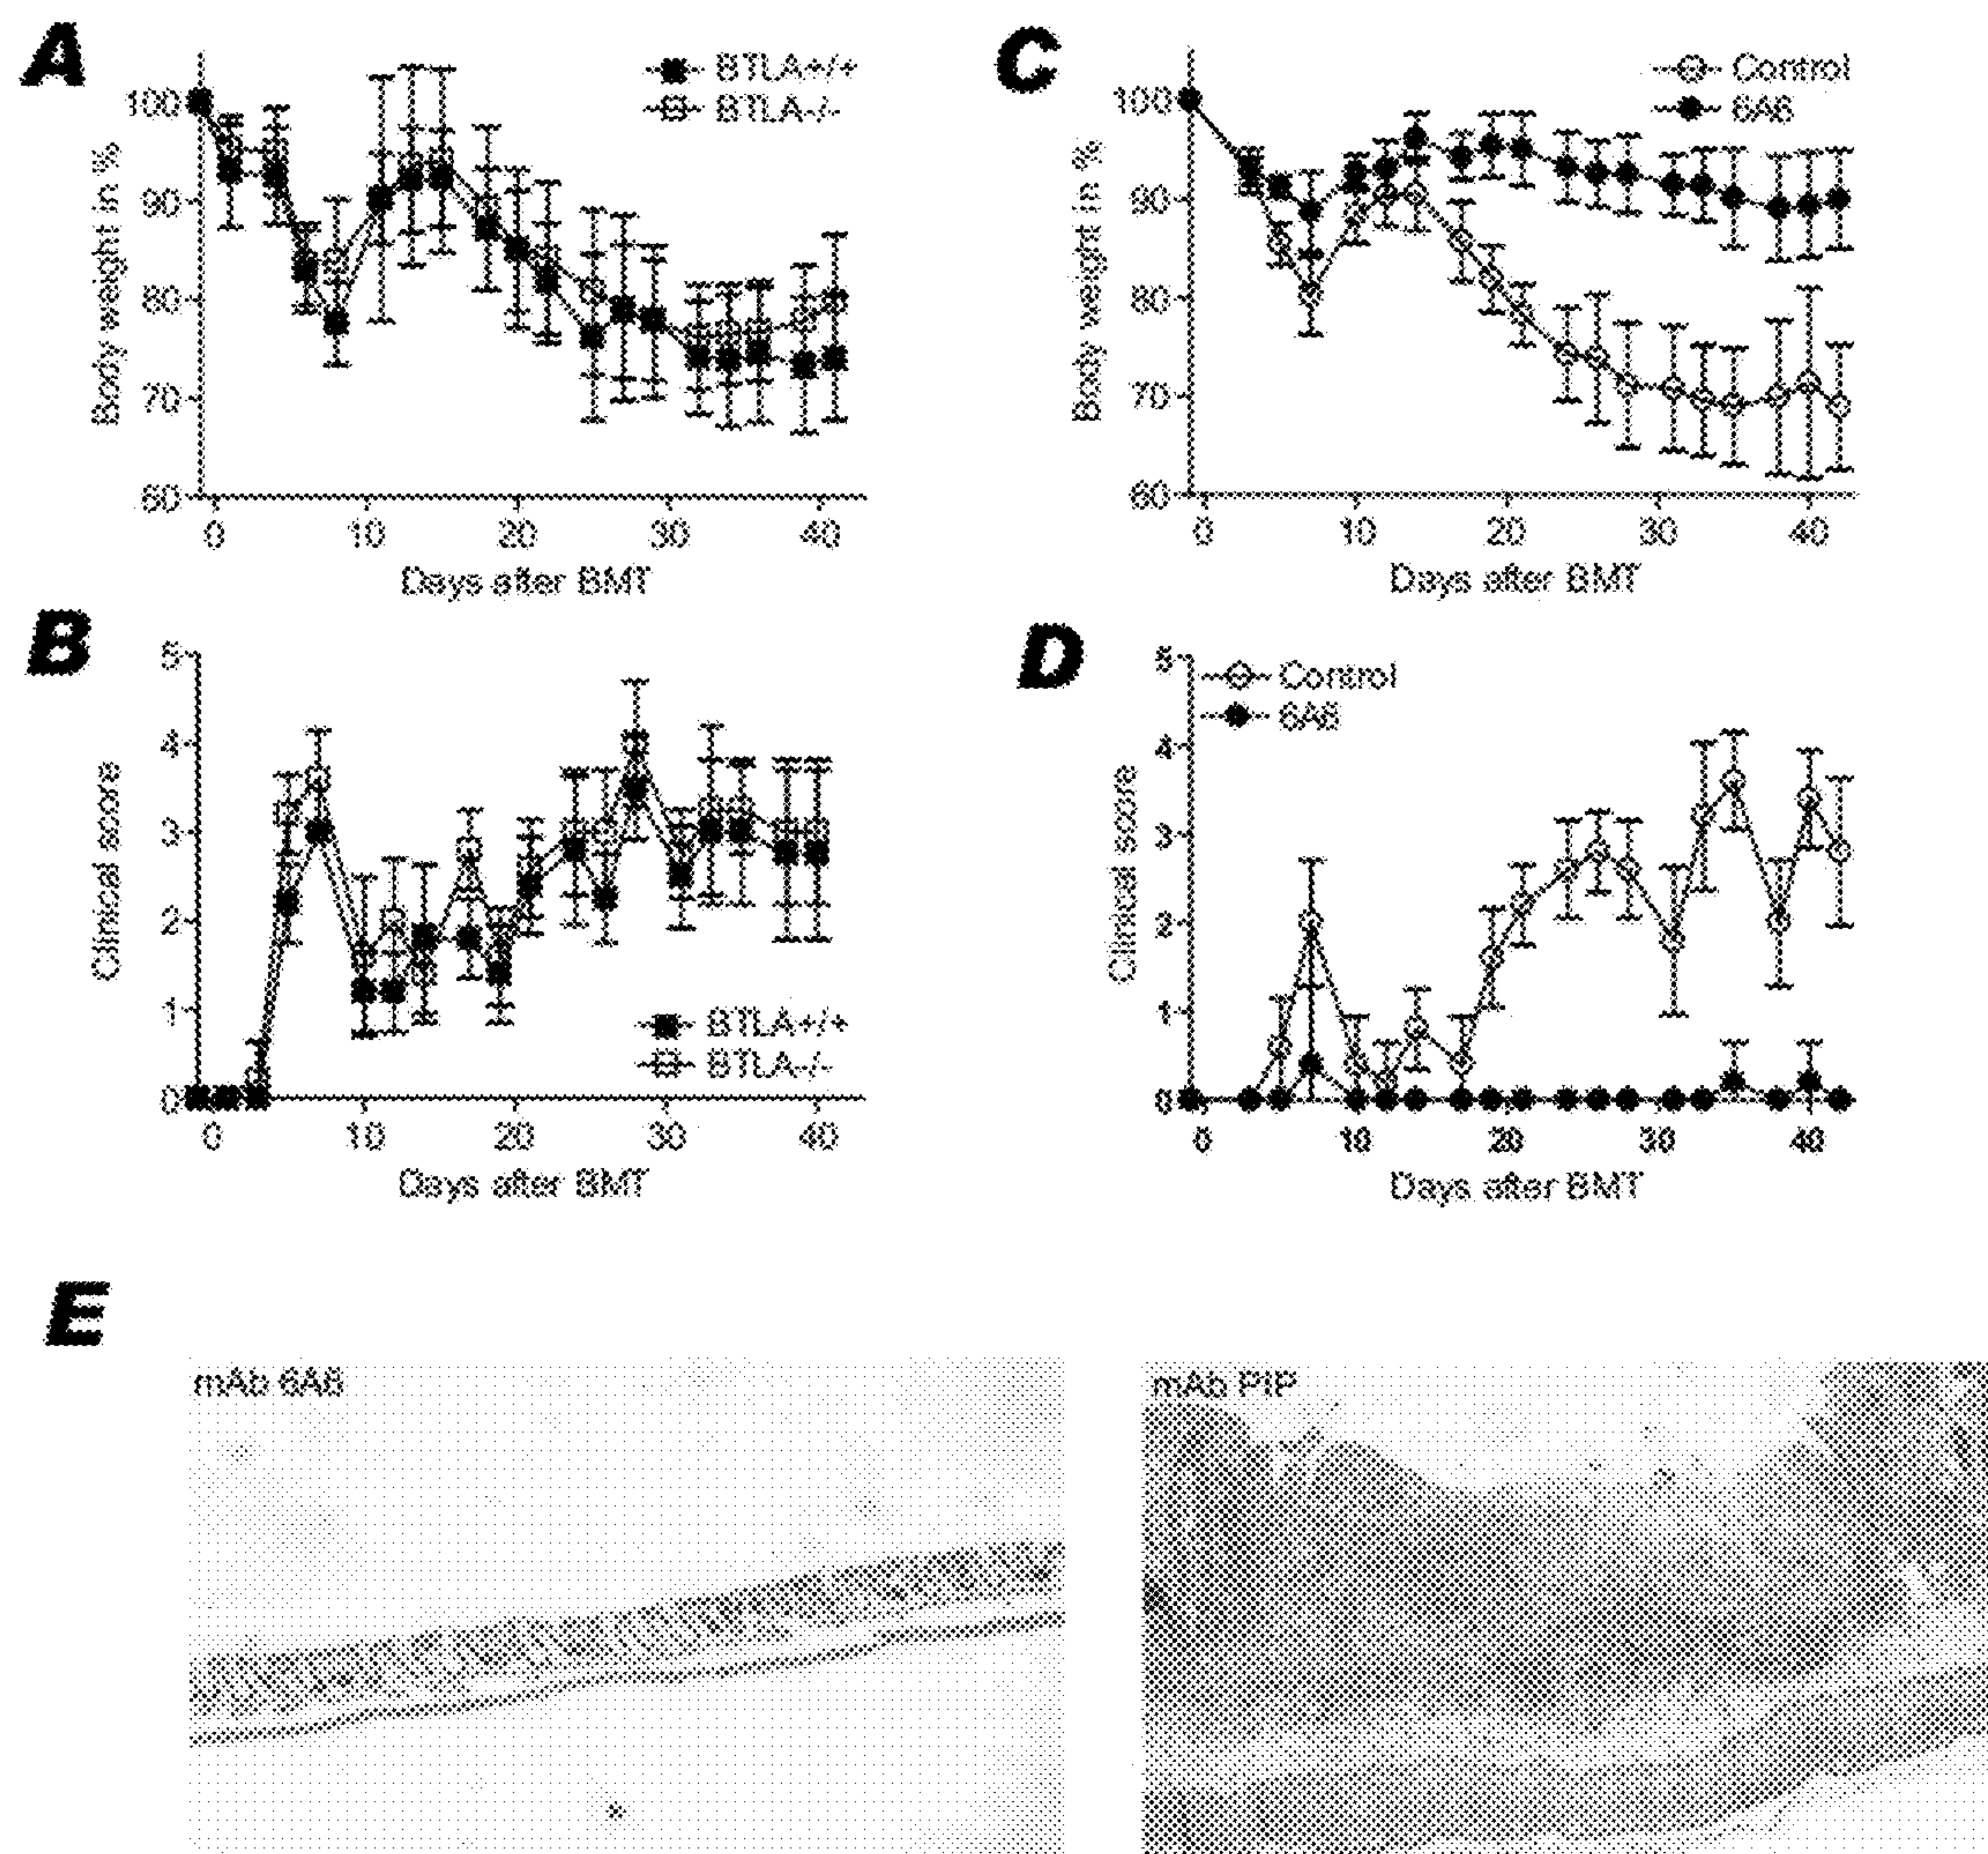 A
BTLA+/+
BTLA-/-
100
90
80
70
60
Body weight in %
0 10 20 30 40
Days after BMT
C
Control
6A6
100
90
80
70
60
Body weight in %
0 10 20 30 40
Days after BMT
B
5
4
3
2
1
0
Clinical score
BTLA+/+
BTLA-/-
0 10 20 30 40
Days after BMT
D
Control
6A6
5
4
3
2
1
0
Clinical score
0 10 20 30 40
Days after BMT
E
mAb 6A6
mAb PIP